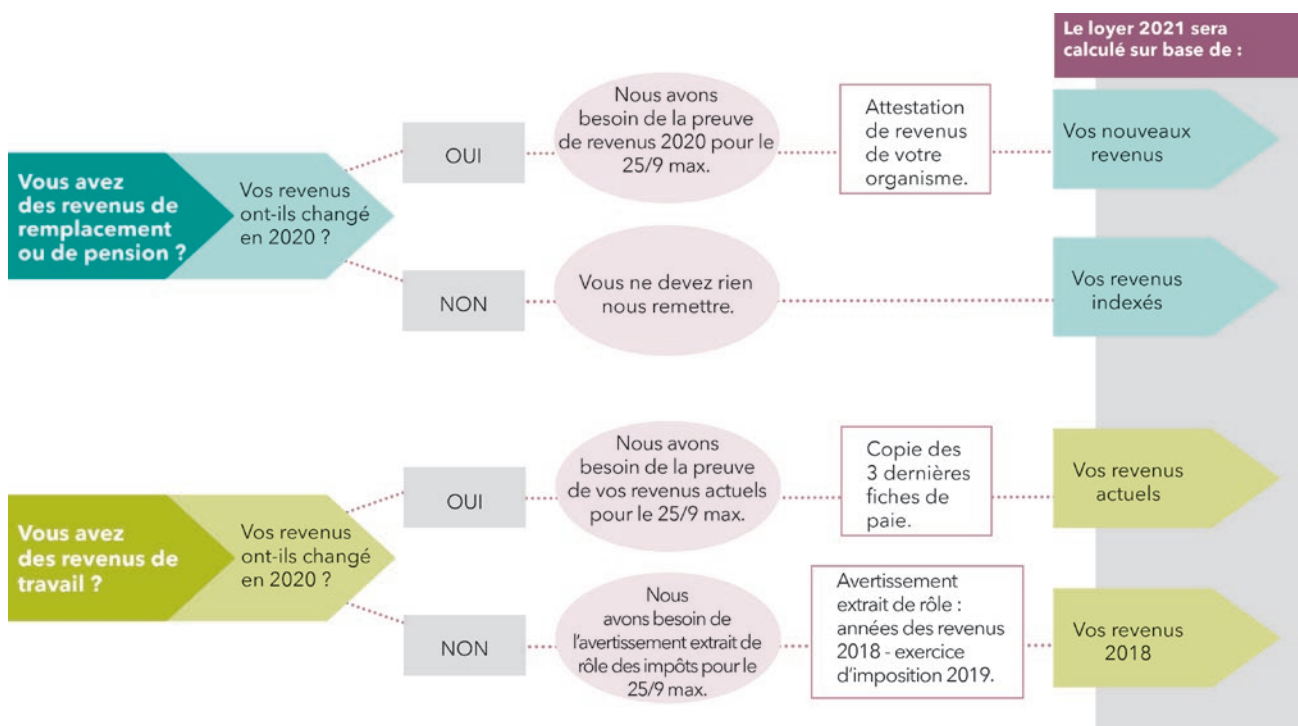 Le loyer 2021 sera
calculé sur base de :
Vous avez
des revenus de
remplacement
ou de pension ?
Vos revenus
ont-ils changé
en 2020 ?
OUI
Nous avons
besoin de la preuve
de revenus 2020 pour le
25/9 max.
Attestation
de revenus
de votre
organisme.
Vos nouveaux
revenus
NON
Vous ne devez rien
nous remettre.
Vos revenus
indexés
Vous avez
des revenus de
travail ?
Vos revenus
ont-ils changé
en 2020 ?
OUI
Nous avons
besoin de la preuve
de vos revenus actuels
pour le 25/9 max.
Copie des
3 dernières
fiches de
paie.
Vos revenus
actuels
NON
Nous
avons besoin de
l'avertissement extrait de
rôle des impôts pour le
25/9 max.
Avertissement
extrait de rôle :
années des revenus
2018 - exercice
d'imposition 2019.
Vos revenus
2018